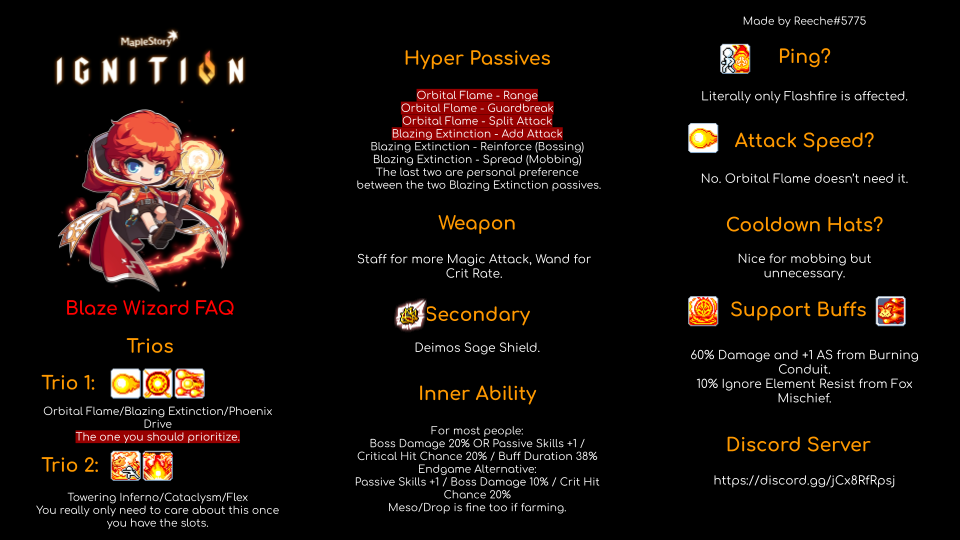 MapleStory
IGNITION
Blaze Wizard FAQ
Trios
Trio 1:
Orbital Flame/Blazing Extinction/Phoenix
Drive
The one you should prioritize.
Trio 2:
Towering Inferno/Cataclysm/Flex
You really only need to care about this once
you have the slots.
Hyper Passives
Orbital Flame - Range
Orbital Flame - Guardbreak
Orbital Flame - Split Attack
Blazing Extinction - Add Attack
Blazing Extinction - Reinforce (Bossing)
Blazing Extinction - Spread (Mobbing)
The last two are personal preference
between the two Blazing Extinction passives.
Weapon
Staff for more Magic Attack, Wand for
Crit Rate.
Secondary
Deimos Sage Shield.
Inner Ability
For most people:
Boss Damage 20% OR Passive Skills +1 /
Critical Hit Chance 20% / Buff Duration 38%
Endgame Alternative:
Passive Skills +1 / Boss Damage 10% / Crit Hit
Chance 20%
Meso/Drop is fine too if farming.
Made by Reeche#5775
Ping?
Literally only Flashfire is affected.
Attack Speed?
No. Orbital Flame doesn't need it.
Cooldown Hats?
Nice for mobbing but
unnecessary.
Support Buffs
60% Damage and +1 AS from Burning
Conduit.
10% Ignore Element Resist from Fox
Mischief.
Discord Server
https://discord.gg/jCx8RfRpsj